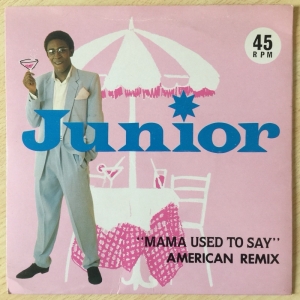 45
RPM
Junior
"MAMA USED TO SAY"
AMERICAN REMIX